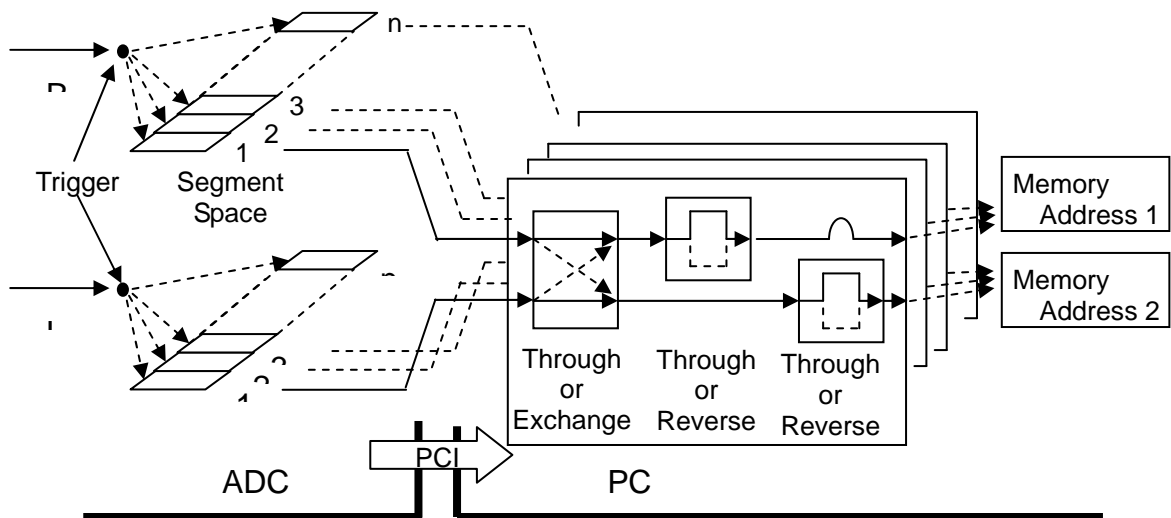 n
3
2
1
Trigger
Segment
Space
Through
or
Exchange
Through
or
Reverse
Through
or
Reverse
Memory
Address 1
Memory
Address 2
PCI
ADC
PC